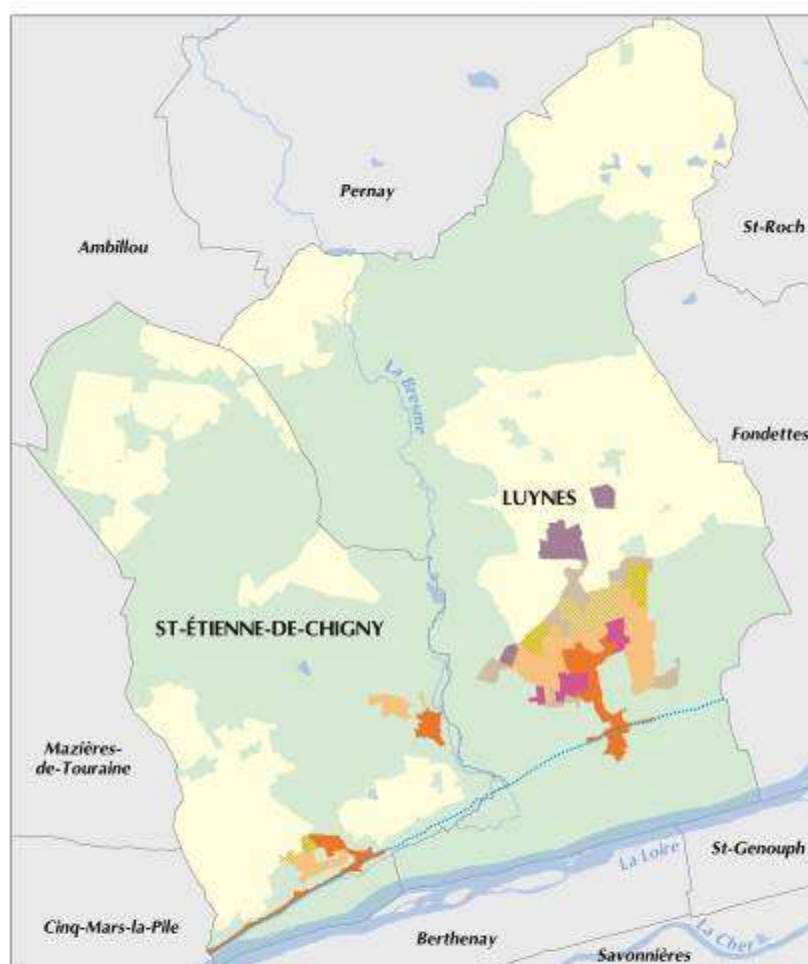 Pernay
Ambillou
St-Roch
La Bresme
Fondettes
LUYNES
ST-ÉTIENNE-DE-CHIGNY
Mazières-
de-Touraine
La Loire
St-Genouph
Cinq-Mars-la-Pile
Berthenay
La Cher
Savonnières